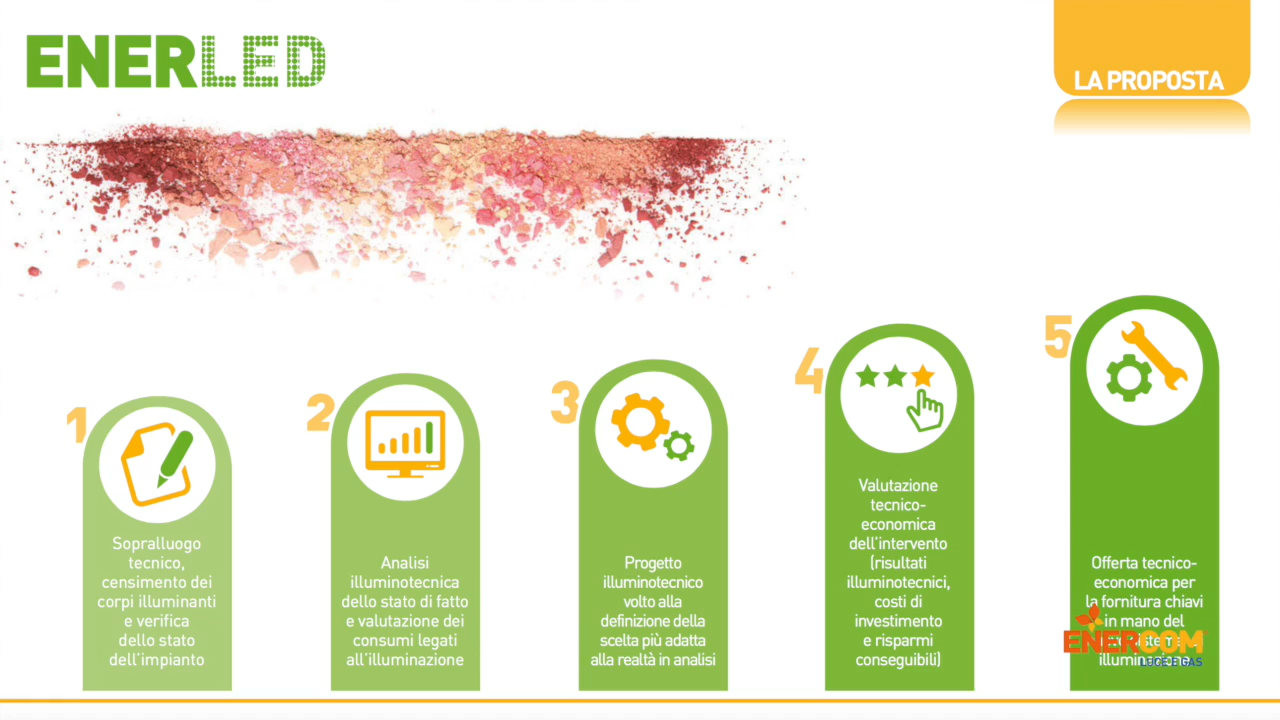 ENERLED
LA PROPOSTA
1
Sopralluogo
tecnico,
censimento dei
corpi illuminanti
e verifica
dello stato
dell'impianto
2
Analisi
illuminotecnica
dello stato di fatto
e valutazione dei
consumi legati
all'illuminazione
3
Progetto
illuminotecnico
volto alla
definizione della
scelta più adatta
alla realtà in analisi
4
Valutazione
tecnico-
economica
dell'intervento
(risultati
illuminotecnici,
costi di
investimento
e risparmi
conseguibili)
5
Offerta tecnico-
economica per
la fornitura chiavi
in mano del
illuminazione
ENERCOM
LUCE E GAS